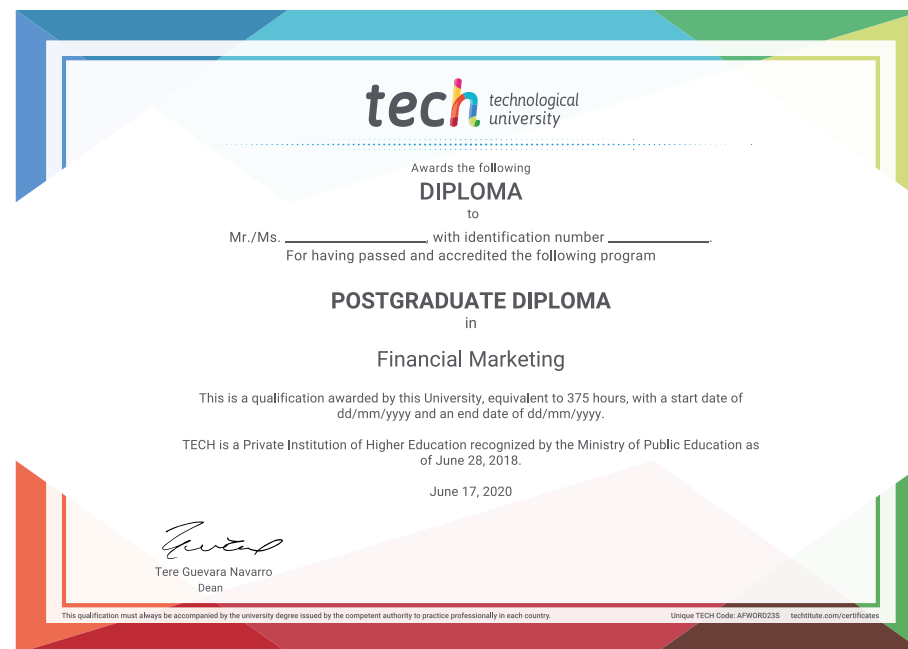 tech technological
university
Awards the following
DIPLOMA
to
Mr./Ms. ____________________, with identification number ______________.
For having passed and accredited the following program
POSTGRADUATE DIPLOMA
in
Financial Marketing
This is a qualification awarded by this University, equivalent to 375 hours, with a start date of
dd/mm/yyyy and an end date of dd/mm/yyyy.
TECH is a Private Institution of Higher Education recognized by the Ministry of Public Education as
of June 28, 2018.
June 17, 2020
Tere Guevara Navarro
Dean
This qualification must always be accompanied by the university degree issued by the competent authority to practice professionally in each country. Unique TECH Code: AFWORD23S techtitute.com/certificates